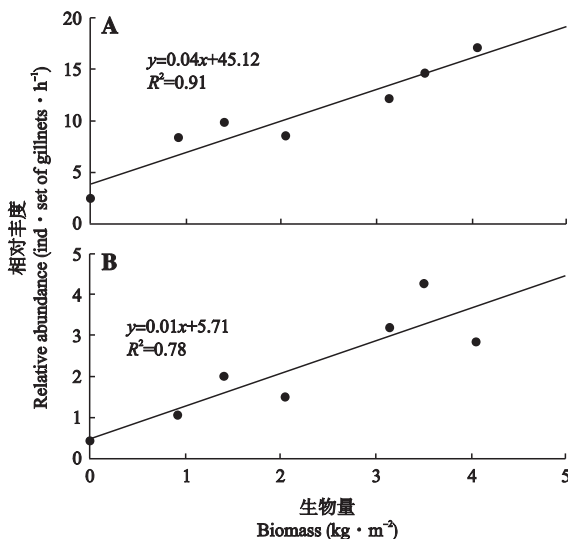 A
y=0.04x+45.12
R²=0.91
20
15
10
5
0
B
y=0.01x+5.71
R²=0.78
5
4
3
2
1
0
0 1 2 3 4 5
相对丰度
Relative abundance (ind · set of gillnets · h⁻¹)
生物量
Biomass (kg · m⁻²)